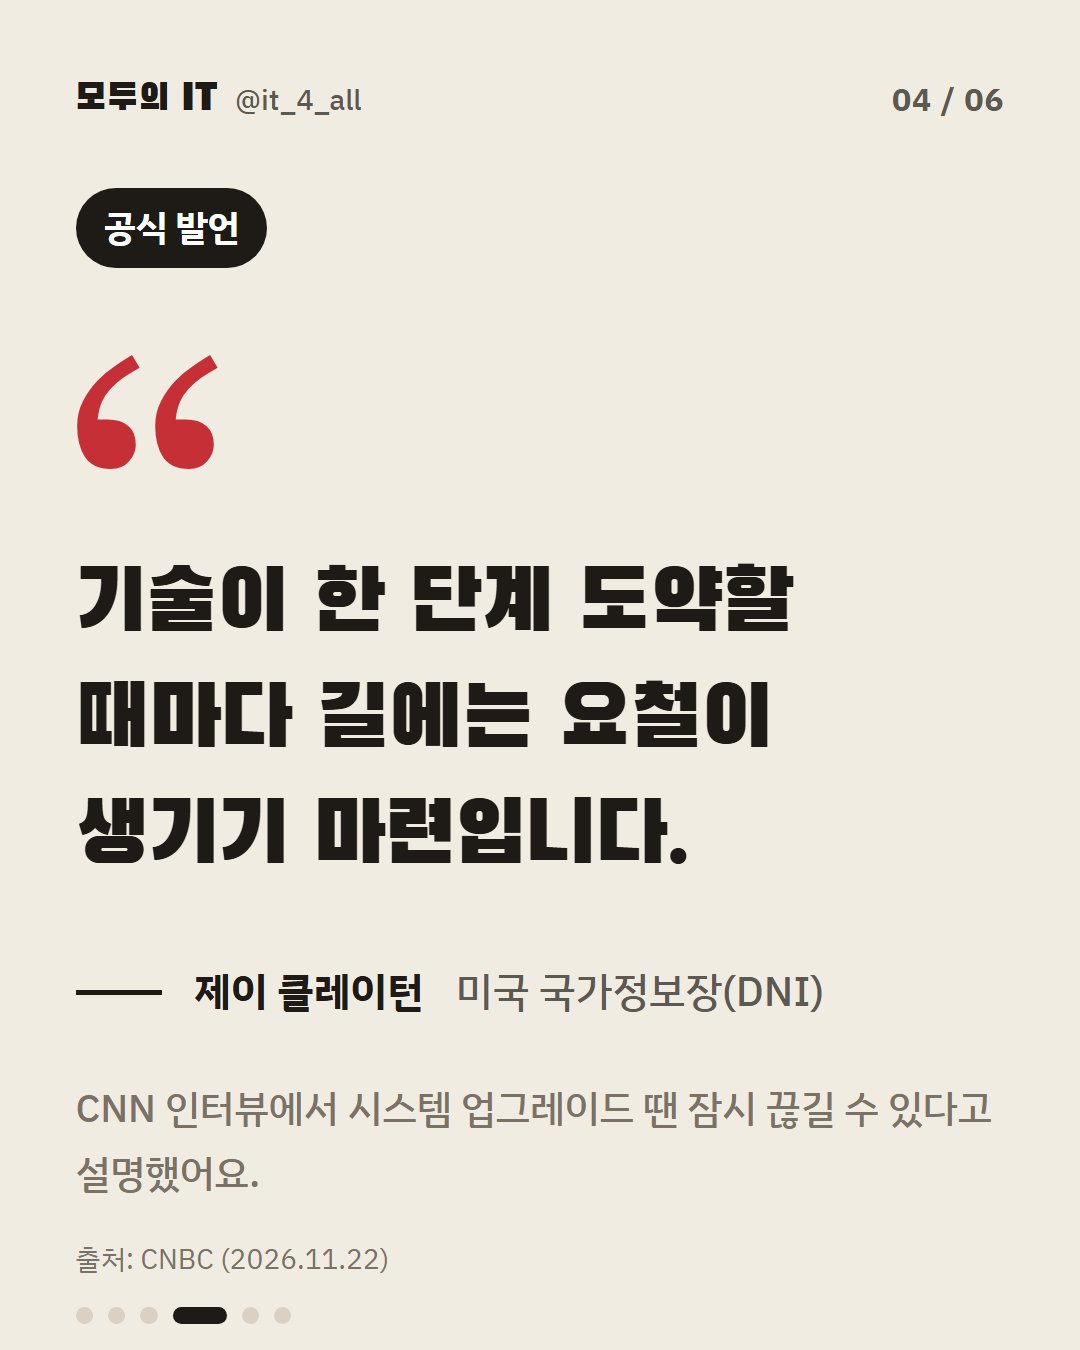 모두의 IT @it_4_all
04 / 06
공식 발언
“
기술이 한 단계 도약할
때마다 길에는 요철이
생기기 마련입니다.
제이 클레이턴 미국 국가정보장(DNI)
CNN 인터뷰에서 시스템 업그레이드 땐 잠시 끊길 수 있다고
설명했어요.
출처: CNBC (2026.11.22)